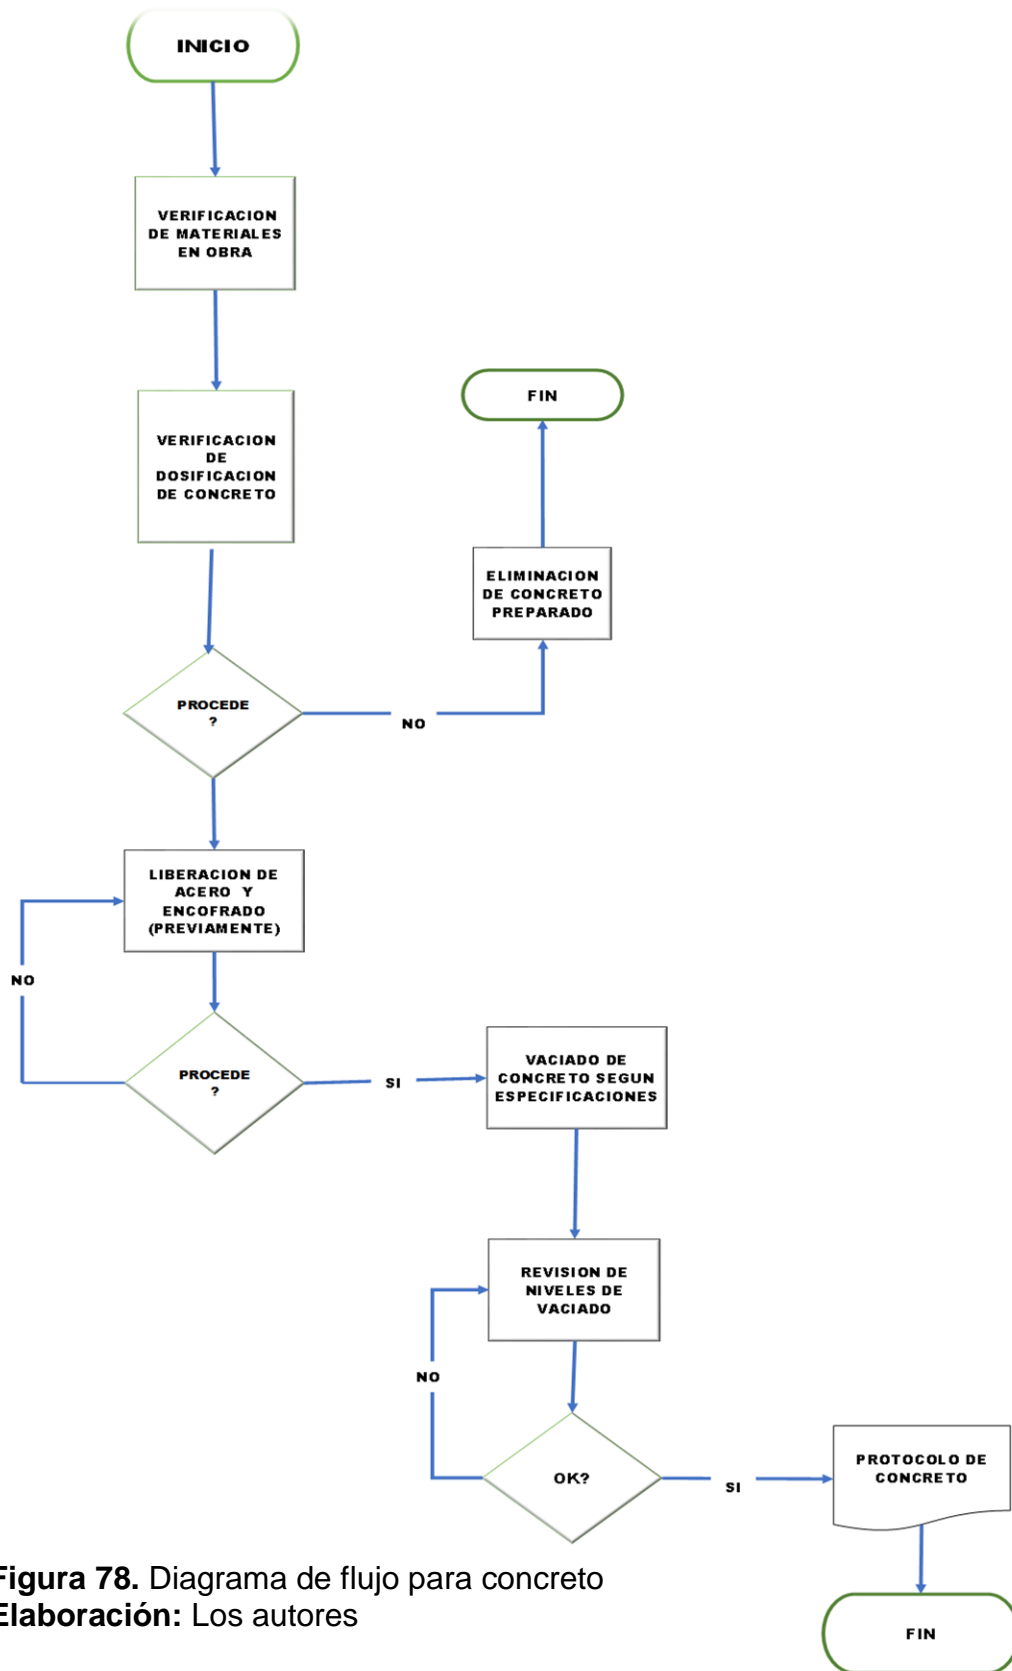 INICIO
VERIFICACION
DE MATERIALES
EN OBRA
VERIFICACION
DE
DOSIFICACION
DE CONCRETO
FIN
ELIMINACION
DE CONCRETO
PREPARADO
PROCEDE
?
NO
LIBERACION DE
ACERO Y
ENCOFRADO
(PREVIAMENTE)
NO
PROCEDE
?
SI
VACIADO DE
CONCRETO SEGUN
ESPECIFICACIONES
REVISION DE
NIVELES DE
VACIADO
NO
OK?
SI
PROTOCOLO DE
CONCRETO
FIN
Figura 78. Diagrama de flujo para concreto
Elaboración: Los autores